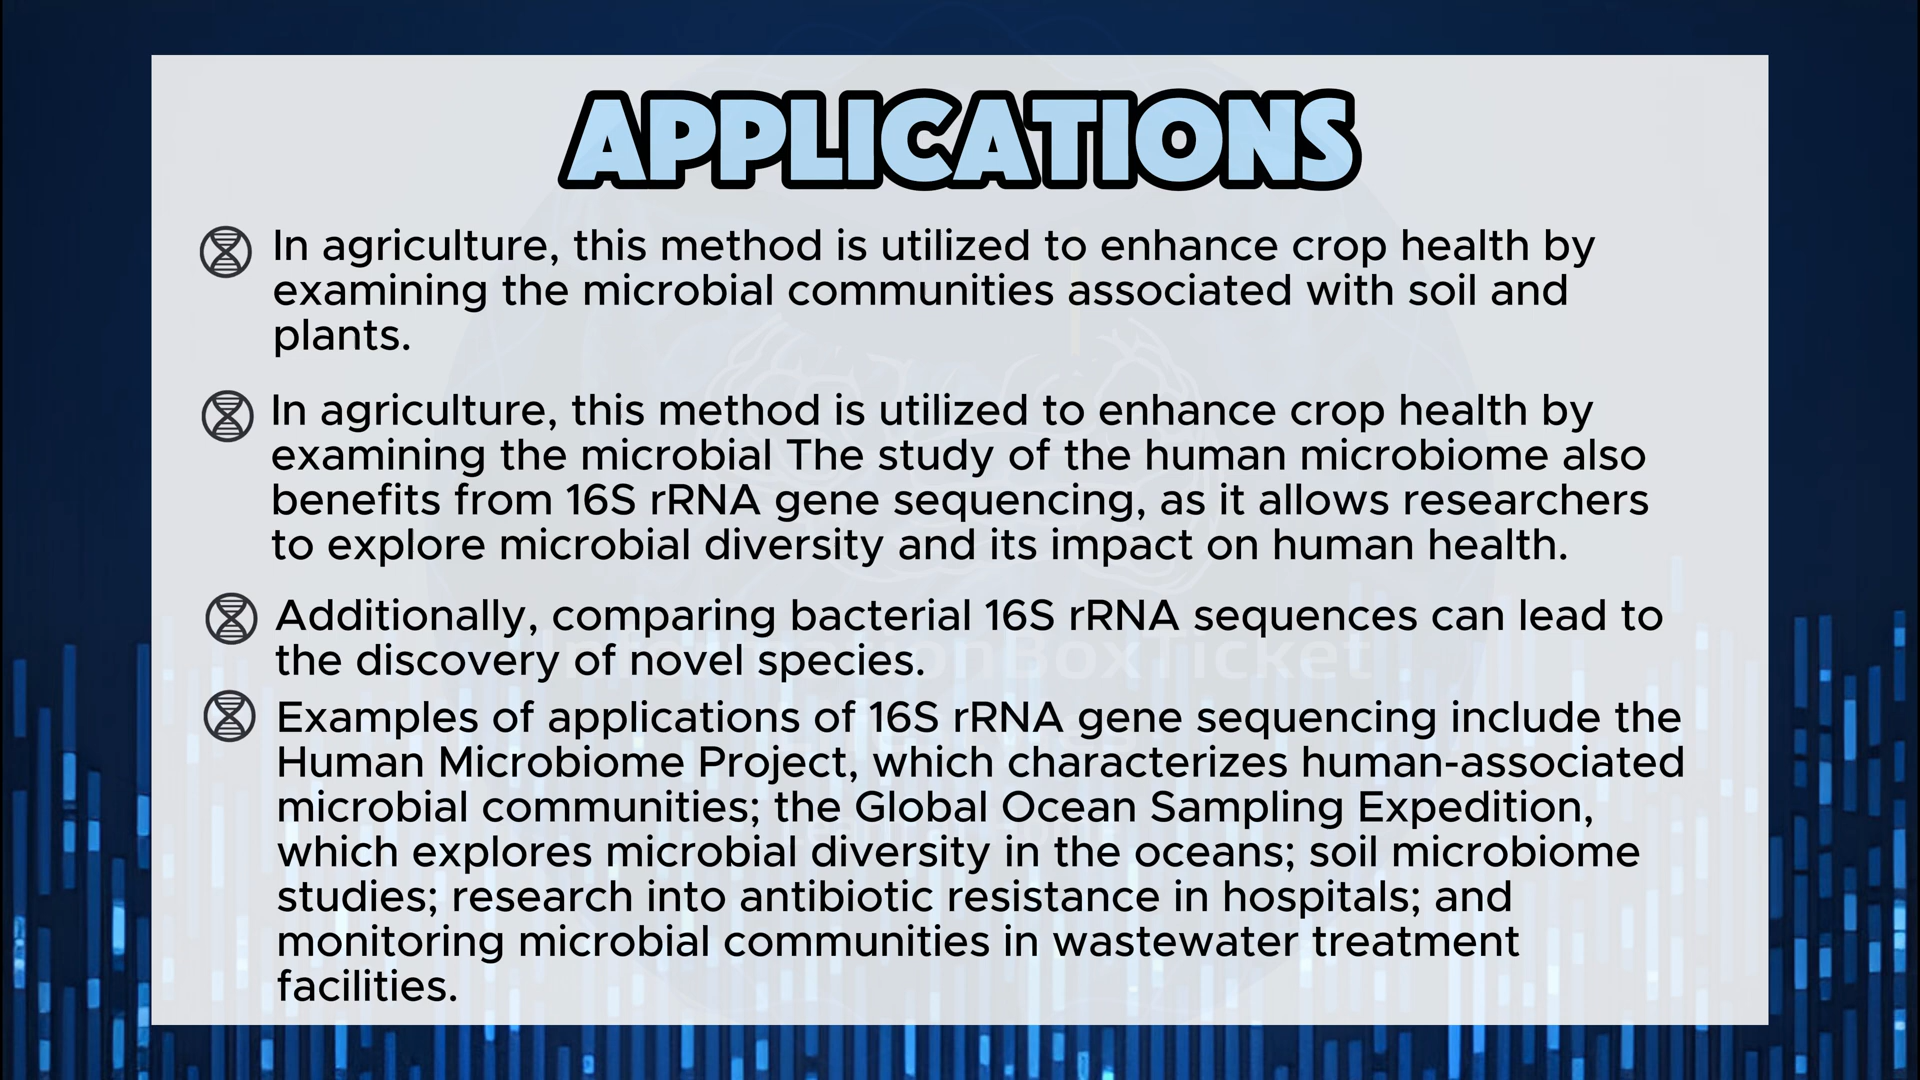 APPLICATIONS
In agriculture, this method is utilized to enhance crop health by
examining the microbial communities associated with soil and
plants.
In agriculture, this method is utilized to enhance crop health by
examining the microbial The study of the human microbiome also
benefits from 16S rRNA gene sequencing, as it allows researchers
to explore microbial diversity and its impact on human health.
Additionally, comparing bacterial 16S rRNA sequences can lead to
the discovery of novel species.
Examples of applications of 16S rRNA gene sequencing include the
Human Microbiome Project, which characterizes human-associated
microbial communities; the Global Ocean Sampling Expedition,
which explores microbial diversity in the oceans; soil microbiome
studies; research into antibiotic resistance in hospitals; and
monitoring microbial communities in wastewater treatment
facilities.